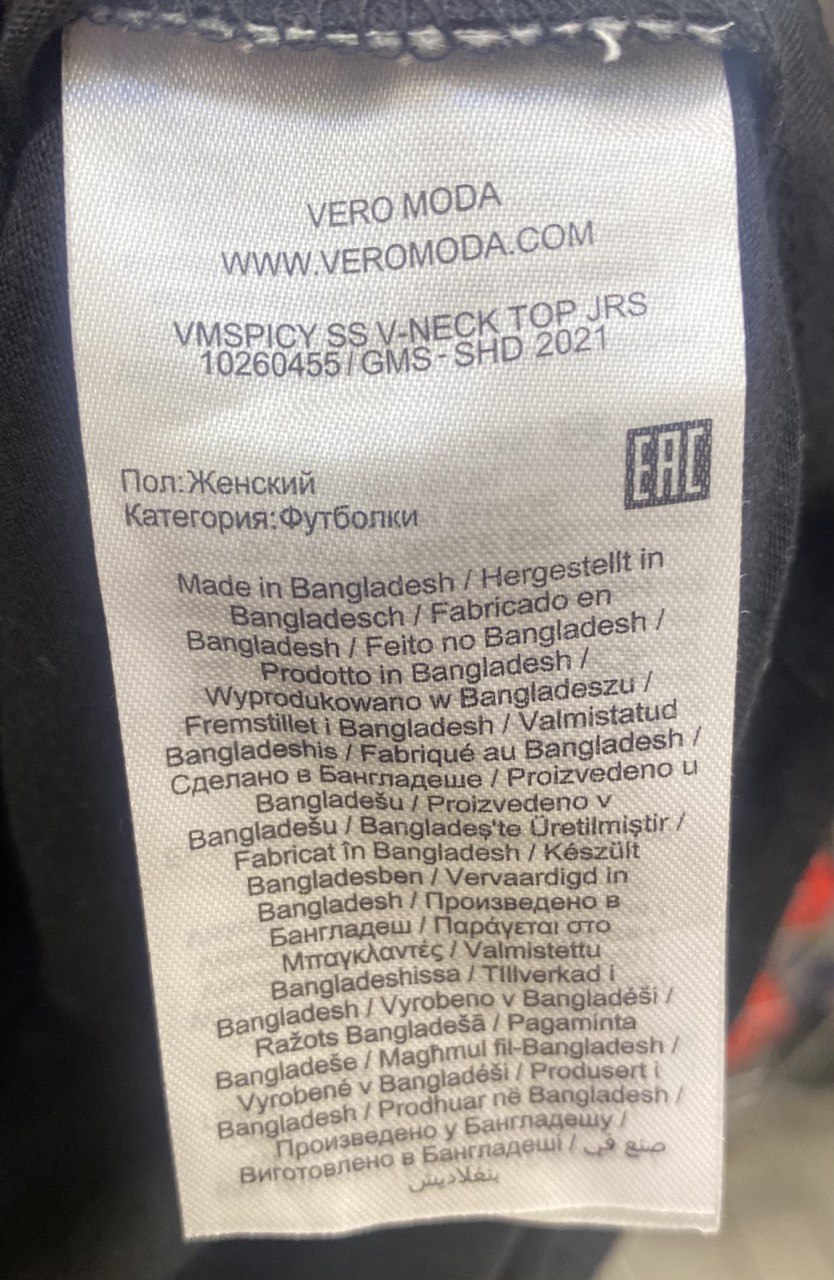 VERO MODA
WWW.VEROMODA.COM
VMSPICY SS V-NECK TOP JRS
10260455/GMS-SHD 2021
EAC
Пол:Женский
Категория:Футболки
Made in Bangladesh / Hergestellt in
Bangladesch / Fabricado en
Bangladesh / Feito no Bangladesh /
Prodotto in Bangladesh /
Wyprodukowano w Bangladeszu /
Fremstillet i Bangladesh / Valmistatud
Bangladeshis / Fabriqué au Bangladesh /
Сделано в Бангладеше / Proizvedeno u
Bangladešu / Proizvedeno v
Bangladešu / Bangladeş'te Üretilmiştir /
Fabricat în Bangladesh / Készült
Bangladesben / Vervaardigd in
Bangladesh / Произведено в
Бангладеш / Παράγεται στο
Μπαγκλαντές / Valmistettu
Bangladeshissa / Tillverkad i
Bangladesh / Vyrobeno v Bangladéši /
Ražots Bangladešā / Pagaminta
Bangladeše / Magħmul fil-Bangladesh /
Vyrobené v Bangladéši / Produsert i
Bangladesh / Prodhuar në Bangladesh /
Произведено у Бангладешу /
Виготовлено в Бангладеші / صنع في
بنغلاديش